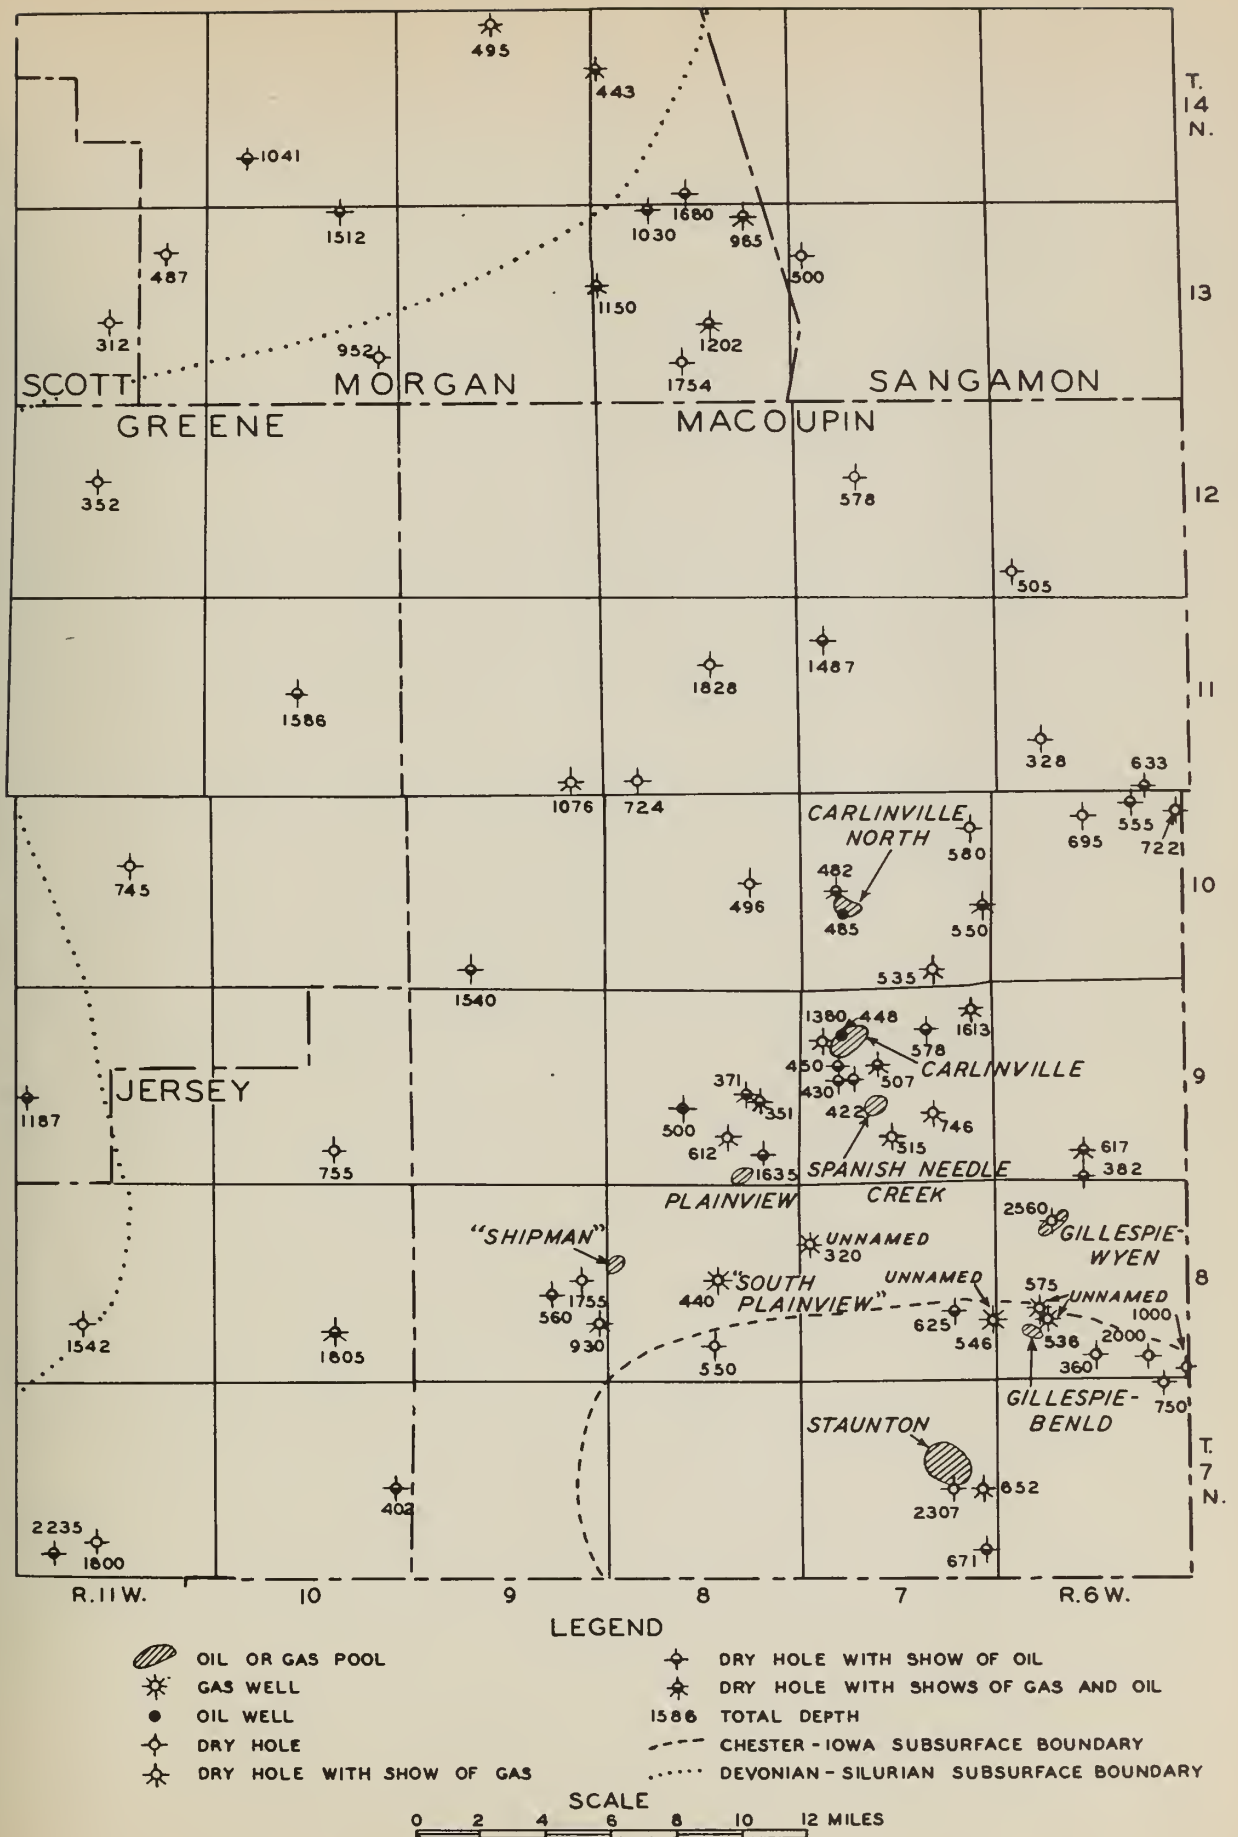 495
443
T.
14
N.
1041
1680
1512
1030
965
487
500
1150
13
312
952
1202
1754
SCOTT
MORGAN
SANGAMON
GREENE
MACOUPIN
352
578
12
505
1487
1828
11
1586
328
633
1076
724
CARLINVILLE
NORTH
580
695
555
722
745
482
10
496
485
550
535
1540
1380
448
1613
578
450
507
CARLINVILLE
9
JERSEY
371
430
351
422
1187
500
746
612
515
617
755
1635
SPANISH NEEDLE
CREEK
382
PLAINVIEW
2560
GILLESPIE-
WYEN
"SHIPMAN"
UNNAMED
320
UNNAMED
575
8
1755
440
"SOUTH
PLAINVIEW"
UNNAMED
1000
560
625
1542
1805
930
546
536
2000
550
360
GILLESPIE-
BENLD
750
STAUNTON
T.
7
N.
402
652
2307
2235
1800
671
R.11W.
10
9
8
7
R.6W.
LEGEND
OIL OR GAS POOL
GAS WELL
OIL WELL
DRY HOLE
DRY HOLE WITH SHOW OF GAS
DRY HOLE WITH SHOW OF OIL
DRY HOLE WITH SHOWS OF GAS AND OIL
1586 TOTAL DEPTH
CHESTER-IOWA SUBSURFACE BOUNDARY
DEVONIAN-SILURIAN SUBSURFACE BOUNDARY
SCALE
0 2 4 6 8 10 12 MILES